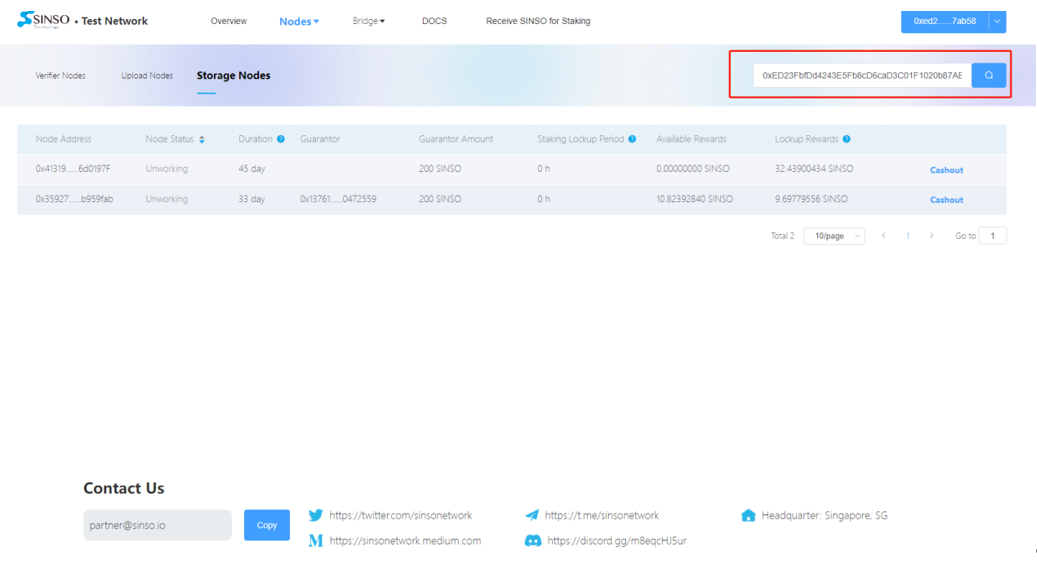 SINSO • Test Network Overview Nodes Bridge DOCS Receive SINSO for Staking 0xed2......7ab58
Verifier Nodes Upload Nodes Storage Nodes 0xED23FbfDd4243E5Fb8cD6caD3C01F1020b87AE
Node Address Node Status Duration Guarantor Guarantor Amount Staking Lockup Period Available Rewards Lockup Rewards
0x41319......6d0197F Unworking 45 day 200 SINSO 0 h 0.00000000 SINSO 32.43900434 SINSO Cashout
0x35927......b959fab Unworking 33 day 0x13761......0472559 200 SINSO 0 h 10.82392840 SINSO 9.69779556 SINSO Cashout
Total 2 10/page < 1 > Go to 1
Contact Us
partner@sinso.io Copy
https://twitter.com/sinsonetwork https://t.me/sinsonetwork Headquarter: Singapore, SG
https://sinsonetwork.medium.com https://discord.gg/m8eqcHJ5ur